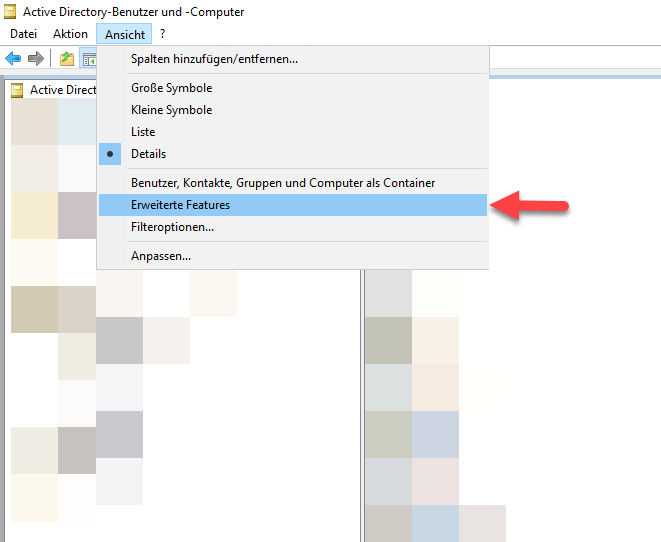 Active Directory-Benutzer und -Computer
Datei Aktion Ansicht ?
Spalten hinzufügen/entfernen...
Active Direct
Große Symbole
Kleine Symbole
Liste
Details
Benutzer, Kontakte, Gruppen und Computer als Container
Erweiterte Features
Filteroptionen...
Anpassen...